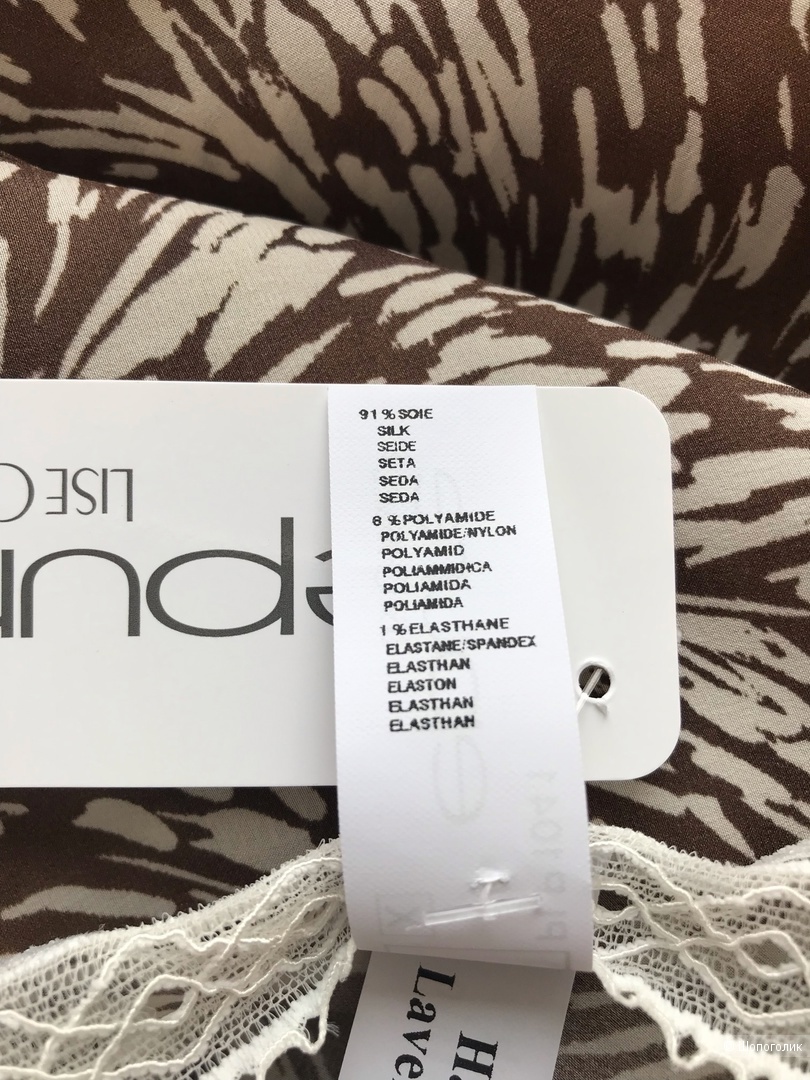 91 % SOIE
SILK
SEIDE
SETA
SEDA
SEDA
8 % POLYAMIDE
POLYAMIDE/NYLON
POLYAMID
POLIAMMIDICA
POLIAMIDA
POLIAMIDA
1 % ELASTHANE
ELASTANE/SPANDEX
ELASTHAN
ELASTON
ELASTHAN
ELASTHAN
LISE
Шопоголик